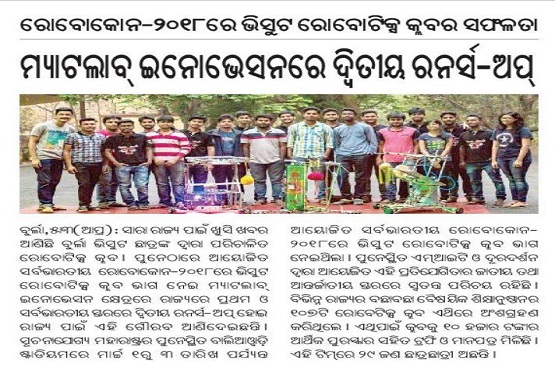 ରୋବୋକୋନ-୨୦୧୮ରେ ଭିସୁଟ ରୋବୋଟିକ୍ସ କ୍ଲବର ସଫଳତା
ମ୍ୟାଟଲାବ୍ ଇନୋଭେସନରେ ଦ୍ୱିତୀୟ ରନର୍ସ-ଅପ୍
ବୁର୍ଲା,୫।୩(ଆପ୍ର): ସାରା ରାଜ୍ୟ ପାଇଁ ଖୁସି ଖବର
ଆଣିଛି ବୁର୍ଲା ଭିସୁଟ ଛାତ୍ରଙ୍କ ଦ୍ୱାରା ପରିଚାଳିତ
ରୋବୋଟିକ୍ସ କ୍ଲବ । ପୁନେଠାରେ ଆୟୋଜିତ
ସର୍ବଭାରତୀୟ ରୋବୋକୋନ-୨୦୧୮ରେ ଭିସୁଟ
ରୋବୋଟିକ୍ସ କ୍ଲବ ଭାଗ ନେଇ ମ୍ୟାଟଲାବ୍
ଇନୋଭେସନ କ୍ଷେତ୍ରରେ ରାଜ୍ୟରେ ପ୍ରଥମ ଓ
ସର୍ବଭାରତୀୟ ସ୍ତରରେ ଦ୍ୱିତୀୟ ରନର୍ସ-ଅପ୍ ହୋଇ
ରାଜ୍ୟ ପାଇଁ ଏହି ଗୌରବ ଆଣିଦେଇଛନ୍ତି ।
ସୂଚନାଯୋଗ୍ୟ ମହାରାଷ୍ଟ୍ରର ପୁନେସ୍ଥିତ ବାଲିଆୱାଡ଼ି
ଷ୍ଟାଡିୟମରେ ମାର୍ଚ୍ଚ ୧ରୁ ୩ ତାରିଖ ପର୍ଯ୍ୟନ୍ତ
ଆୟୋଜିତ ସର୍ବଭାରତୀୟ ରୋବୋକୋନ-
୨୦୧୮ରେ ଭିସୁଟ ରୋବୋଟିକ୍ସ କ୍ଲବ ଭାଗ
ନେଇଥିଲା । ପୁନେସ୍ଥିତ ଏମ୍‌ଆଇଟି ଓ ଦୂରଦର୍ଶନ
ଦ୍ୱାରା ଆୟୋଜିତ ଏହି ପ୍ରତିଯୋଗିତାର ଜାତୀୟ ତଥା
ଆନ୍ତର୍ଜାତୀୟ ସ୍ତରରେ ସ୍ୱତନ୍ତ୍ର ପରିଚୟ ରହିଛି ।
ବିଭିନ୍ନ ରାଜ୍ୟର ବଛାବଛା ବୈଷୟିକ ଶିକ୍ଷାନୁଷ୍ଠାନର
୧୦୭ଟି ରୋବୋଟିକ୍ସ କ୍ଲବ ଏଥିରେ ଅଂଶଗ୍ରହଣ
କରିଥିଲେ । ଏଥିପାଇଁ କ୍ଲବକୁ ୧୦ ହଜାର ଟଙ୍କାର
ଆର୍ଥିକ ପୁରସ୍କାର ସହିତ ଟ୍ରଫି ଓ ମାନପତ୍ର ମିଳିଛି ।
ଏହି ଟିମ୍‌ରେ ୨୯ ଜଣ ଛାତ୍ରଛାତ୍ରୀ ଅଛନ୍ତି ।